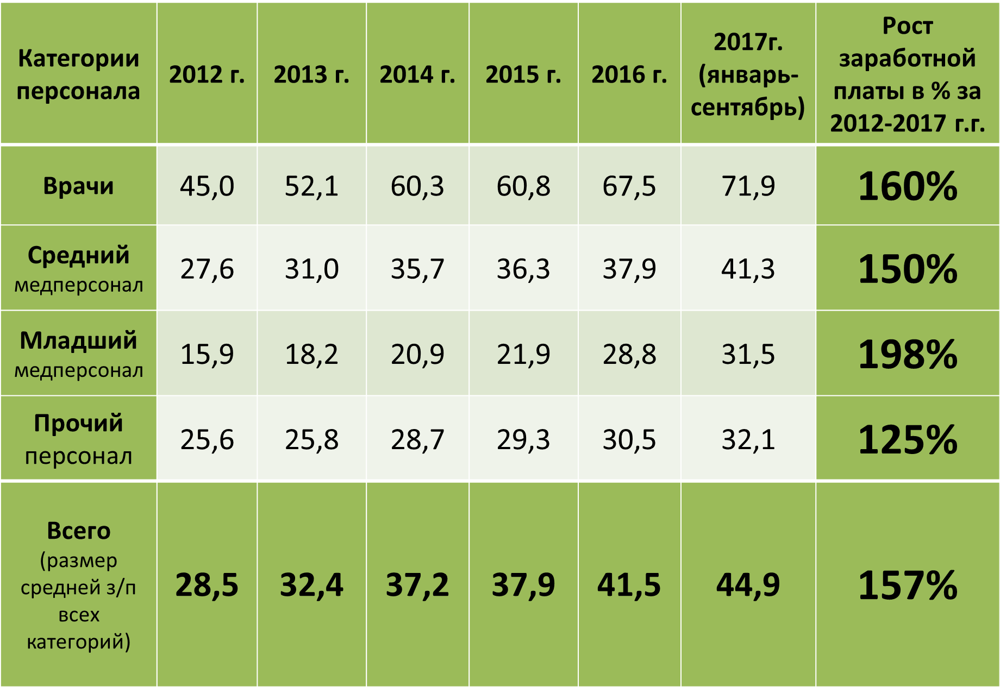 Категории
персонала
2012 г.
2013 г.
2014 г.
2015 г.
2016 г.
2017г.
(январь-
сентябрь)
Рост
заработной
платы в % за
2012-2017 г.г.
Врачи
45,0
52,1
60,3
60,8
67,5
71,9
160%
Средний
медперсонал
27,6
31,0
35,7
36,3
37,9
41,3
150%
Младший
медперсонал
15,9
18,2
20,9
21,9
28,8
31,5
198%
Прочий
персонал
25,6
25,8
28,7
29,3
30,5
32,1
125%
Всего
(размер
средней з/п
всех
категорий)
28,5
32,4
37,2
37,9
41,5
44,9
157%